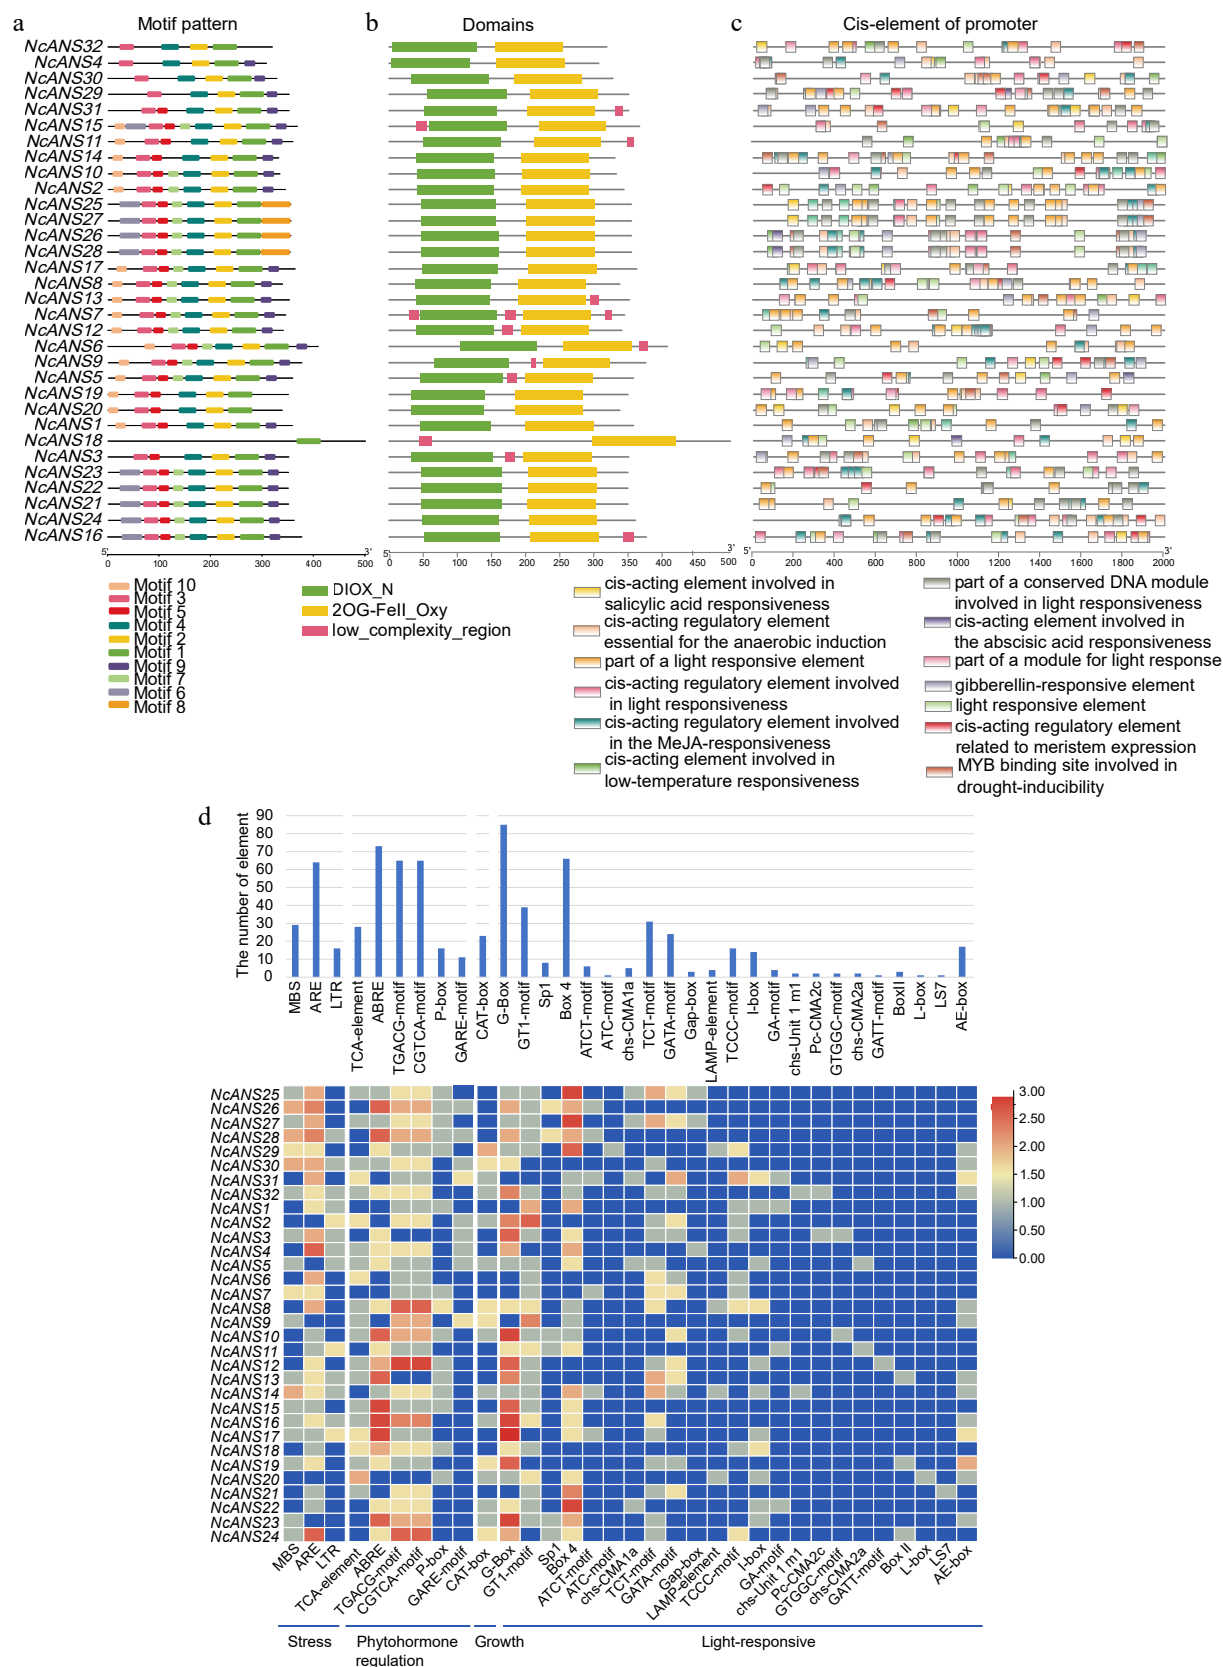 a
Motif pattern
b
Domains
c
Cis-element of promoter
NcANS32
NcANS4
NcANS30
NcANS29
NcANS31
NcANS15
NcANS11
NcANS14
NcANS10
NcANS2
NcANS25
NcANS27
NcANS26
NcANS28
NcANS17
NcANS8
NcANS13
NcANS7
NcANS12
NcANS6
NcANS9
NcANS5
NcANS19
NcANS20
NcANS1
NcANS18
NcANS3
NcANS23
NcANS22
NcANS21
NcANS24
NcANS16
5' 3'
0 100 200 300 400 500
5' 3'
0 50 100 150 200 250 300 350 400 450 500
5' 3'
0 200 400 600 800 1000 1200 1400 1600 1800 2000
Motif 10
Motif 3
Motif 5
Motif 4
Motif 2
Motif 1
Motif 9
Motif 7
Motif 6
Motif 8
DIOX_N
2OG-FeII_Oxy
low_complexity_region
cis-acting element involved in
salicylic acid responsiveness
cis-acting regulatory element
essential for the anaerobic induction
part of a light responsive element
cis-acting regulatory element involved
in light responsiveness
cis-acting regulatory element involved
in the MeJA-responsiveness
cis-acting element involved in
low-temperature responsiveness
part of a conserved DNA module
involved in light responsiveness
cis-acting element involved in
the abscisic acid responsiveness
part of a module for light response
gibberellin-responsive element
light responsive element
cis-acting regulatory element
related to meristem expression
MYB binding site involved in
drought-inducibility
d
The number of element
90
80
70
60
50
40
30
20
10
0
MBS
ARE
LTR
TCA-element
ABRE
TGACG-motif
CGTCA-motif
P-box
GARE-motif
CAT-box
G-Box
GT1-motif
Sp1
Box 4
ATCT-motif
ATC-motif
chs-CMA1a
TCT-motif
GATA-motif
Gap-box
LAMP-element
TCCC-motif
I-box
GA-motif
chs-Unit 1 m1
Pc-CMA2c
GTGGC-motif
chs-CMA2a
GATT-motif
BoxII
L-box
LS7
AE-box
NcANS25
NcANS26
NcANS27
NcANS28
NcANS29
NcANS30
NcANS31
NcANS32
NcANS1
NcANS2
NcANS3
NcANS4
NcANS5
NcANS6
NcANS7
NcANS8
NcANS9
NcANS10
NcANS11
NcANS12
NcANS13
NcANS14
NcANS15
NcANS16
NcANS17
NcANS18
NcANS19
NcANS20
NcANS21
NcANS22
NcANS23
NcANS24
3.00
2.50
2.00
1.50
1.00
0.50
0.00
MBS
ARE
LTR
TCA-element
ABRE
TGACG-motif
CGTCA-motif
P-box
GARE-motif
CAT-box
G-Box
GT1-motif
Sp1
Box 4
ATCT-motif
ATC-motif
chs-CMA1a
TCT-motif
GATA-motif
Gap-box
LAMP-element
TCCC-motif
I-box
GA-motif
chs-Unit 1 m1
Pc-CMA2c
GTGGC-motif
chs-CMA2a
GATT-motif
Box II
L-box
LS7
AE-box
Stress
Phytohormone
regulation
Growth
Light-responsive